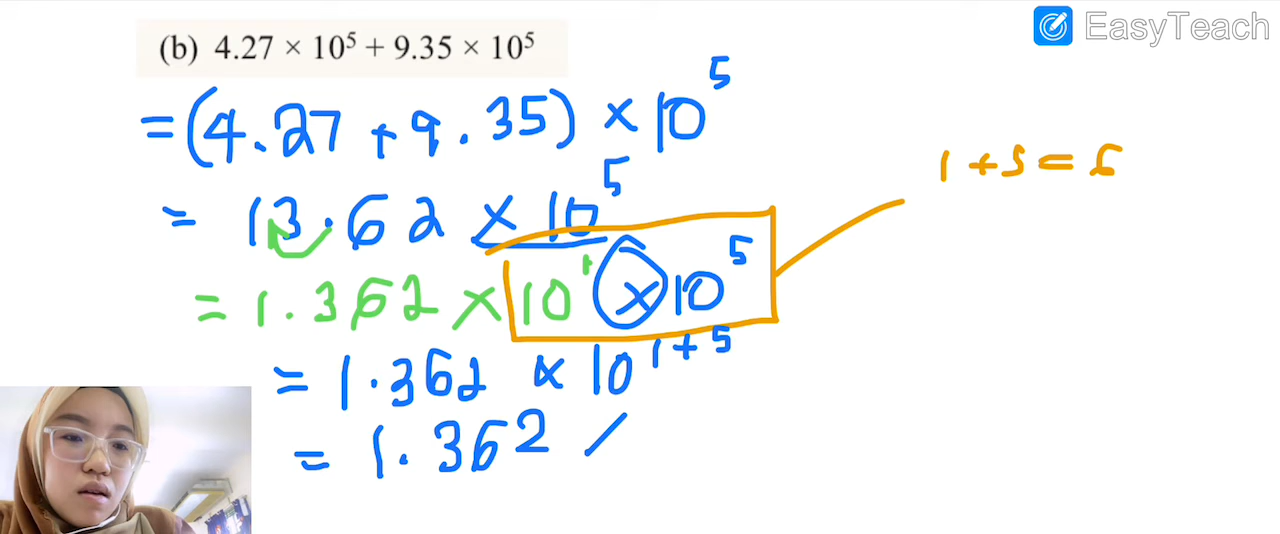 EasyTeach
(b) 4.27 × 10⁵ + 9.35 × 10⁵
= (4.27 + 9.35) × 10⁵
= 13.62 × 10⁵
= 1.362 × 10¹ × 10⁵
1 + 5 = 6
= 1.362 × 10¹⁺⁵
= 1.362 /